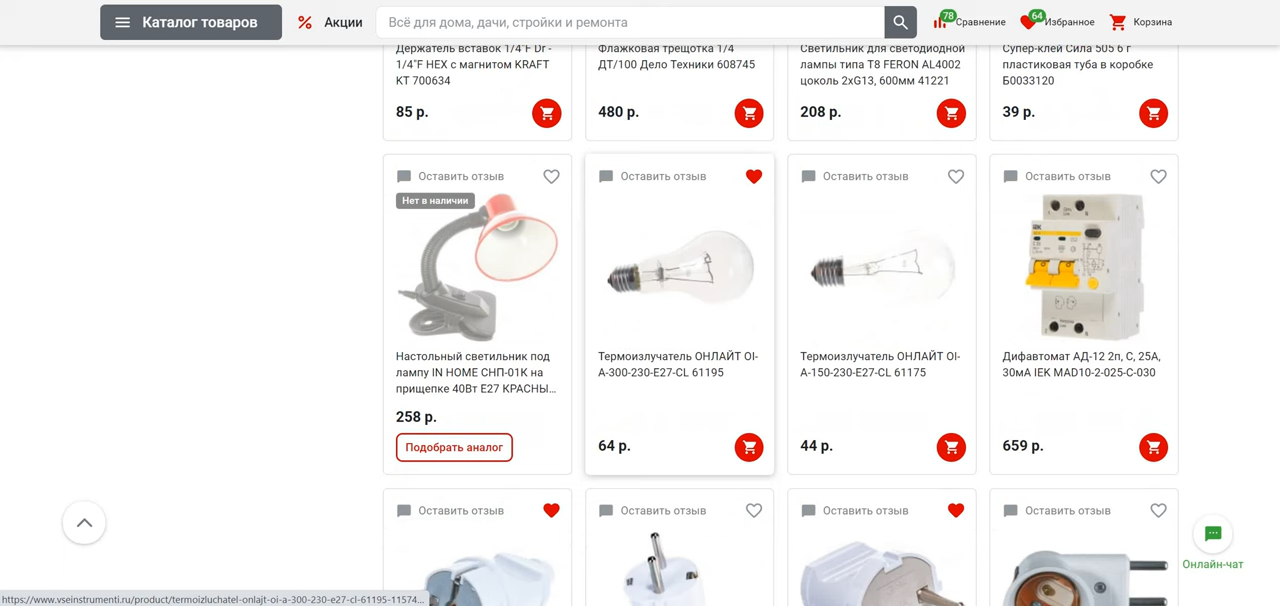 Каталог товаров
Акции
Всё для дома, дачи, стройки и ремонта
78
Сравнение
64
Избранное
Корзина
Держатель вставок 1/4"F Dr -
1/4"F HEX с магнитом KRAFT
KT 700634
85 р.
Флажковая трещотка 1/4
ДТ/100 Дело Техники 608745
480 р.
Светильник для светодиодной
лампы типа T8 FERON AL4002
цоколь 2xG13, 600мм 41221
208 р.
Супер-клей Сила 505 6 г
пластиковая туба в коробке
Б0033120
39 р.
Оставить отзыв
Нет в наличии
Настольный светильник под
лампу IN HOME СНП-01К на
прищепке 40Вт E27 КРАСНЫ...
258 р.
Подобрать аналог
Оставить отзыв
Термоизлучатель ОНЛАЙТ OI-
A-300-230-E27-CL 61195
64 р.
Оставить отзыв
Термоизлучатель ОНЛАЙТ OI-
A-150-230-E27-CL 61175
44 р.
Оставить отзыв
IEK
Дифавтомат АД-12 2п, С, 25А,
30мА IEK MAD10-2-025-C-030
659 р.
Оставить отзыв
Оставить отзыв
Оставить отзыв
Оставить отзыв
Онлайн-чат
https://www.vseinstrumenti.ru/product/termoizluchatel-onlajt-oi-a-300-230-e27-cl-61195-11574...